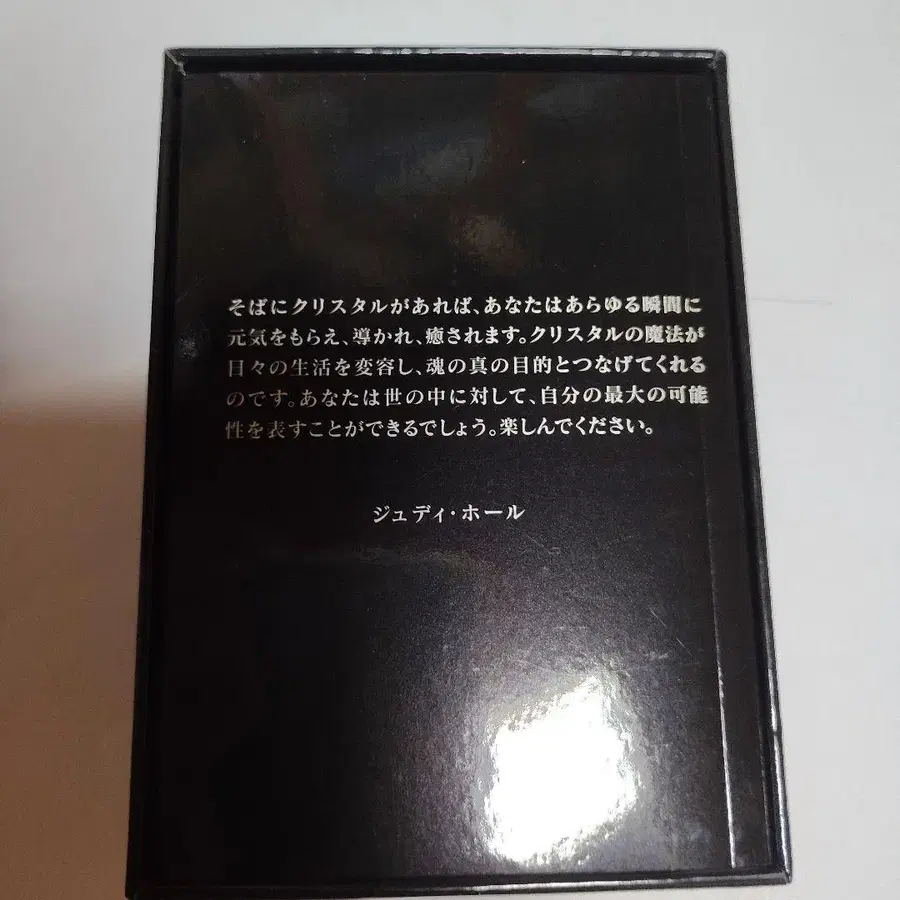 そばにクリスタルがあれば、あなたはあらゆる瞬間に
元気をもらえ、導かれ、癒されます。クリスタルの魔法が
日々の生活を変容し、魂の真の目的とつなげてくれる
のです。あなたは世の中に対して、自分の最大の可能
性を表すことができるでしょう。楽しんでください。
ジュディ・ホール